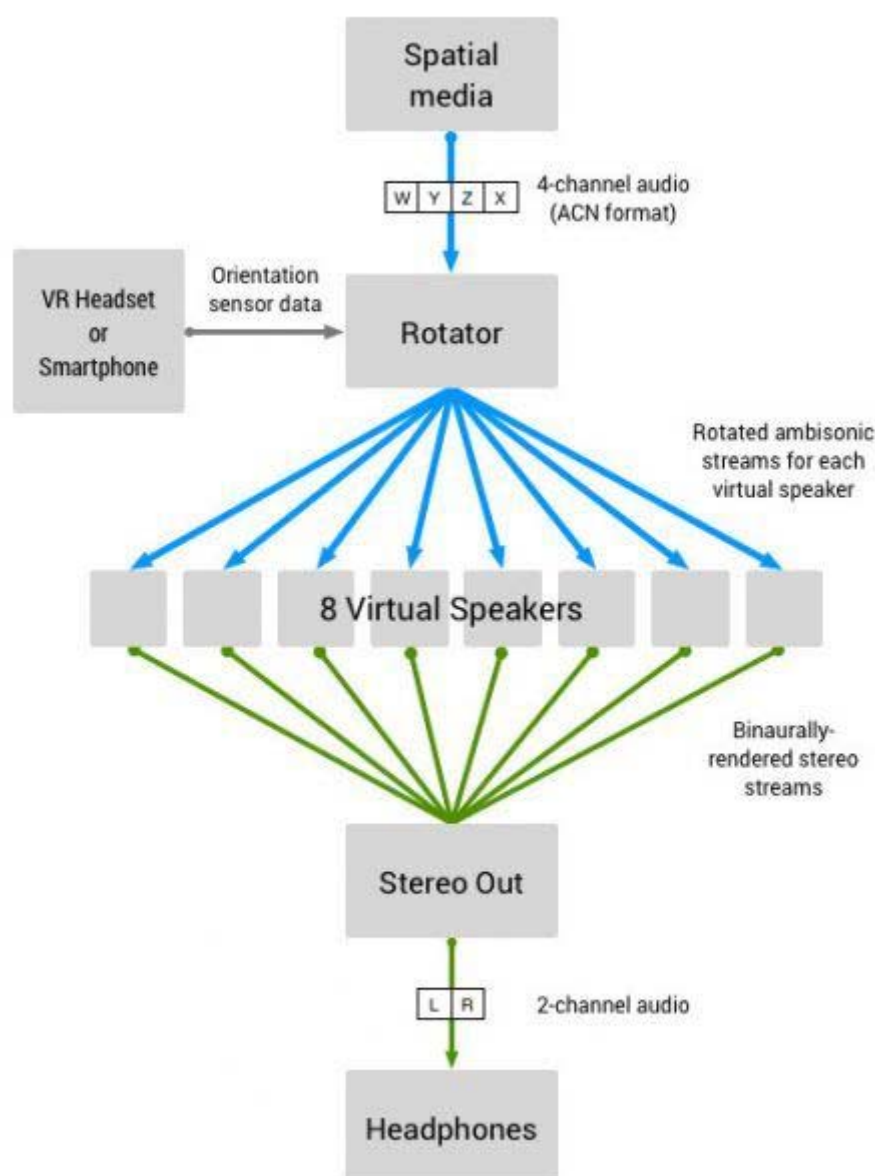 Spatial
media
W Y Z X
4-channel audio
(ACN format)
VR Headset
or
Smartphone
Orientation
sensor data
Rotator
Rotated ambisonic
streams for each
virtual speaker
8 Virtual Speakers
Binaurally-
rendered stereo
streams
Stereo Out
L R
2-channel audio
Headphones